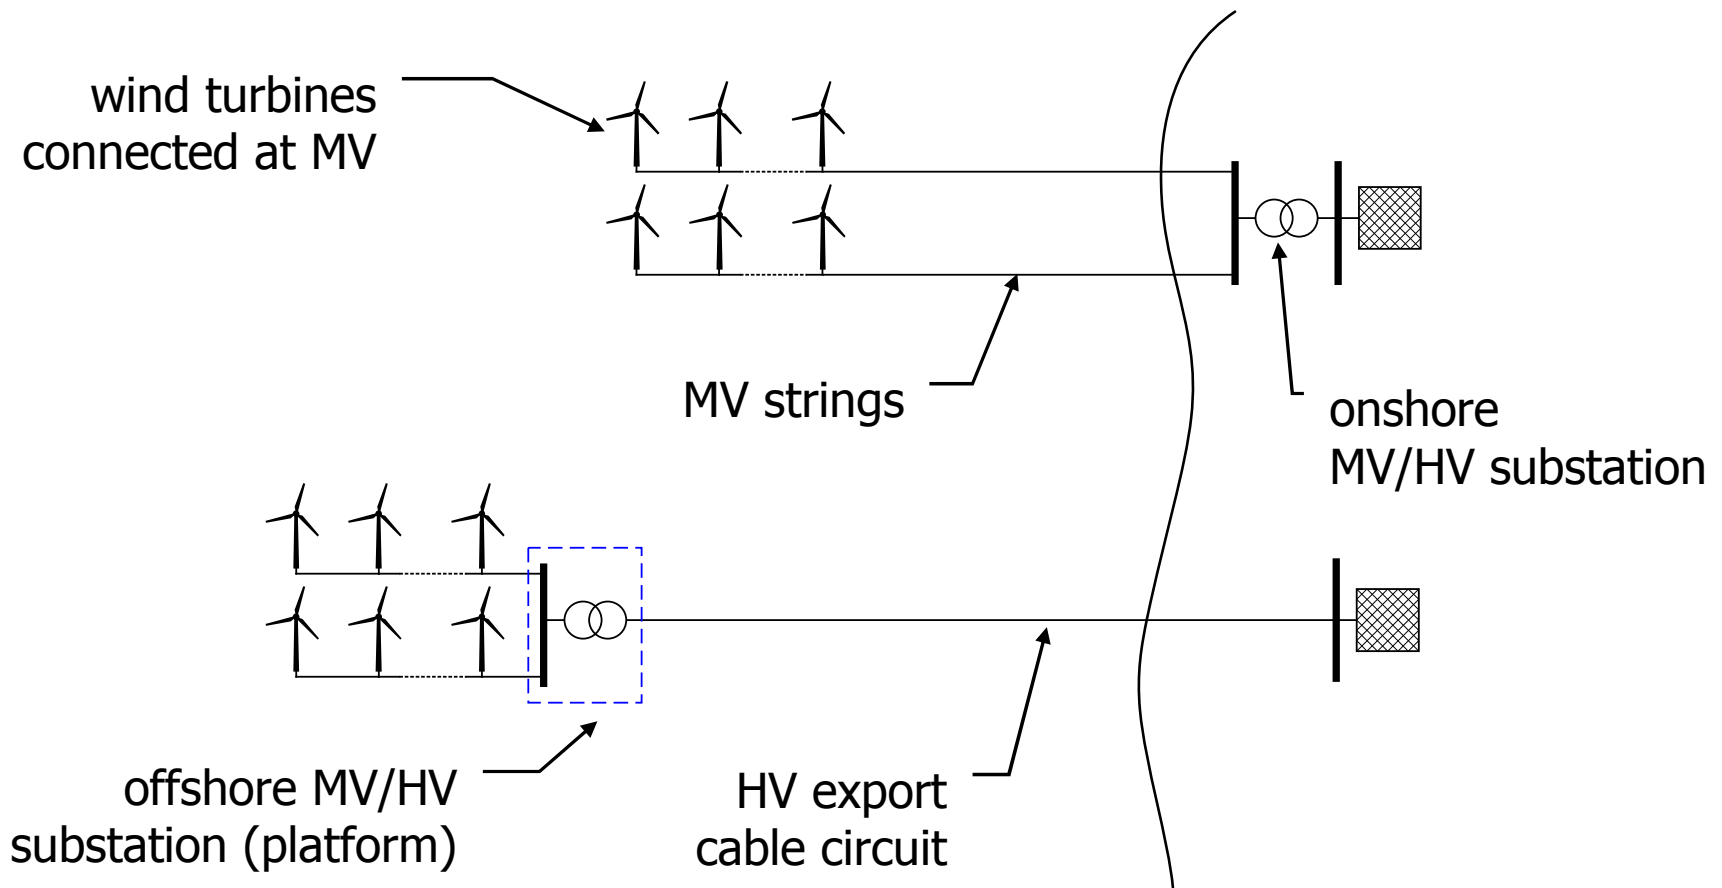 wind turbines
connected at MV
MV strings
onshore
MV/HV substation
offshore MV/HV
substation (platform)
HV export
cable circuit